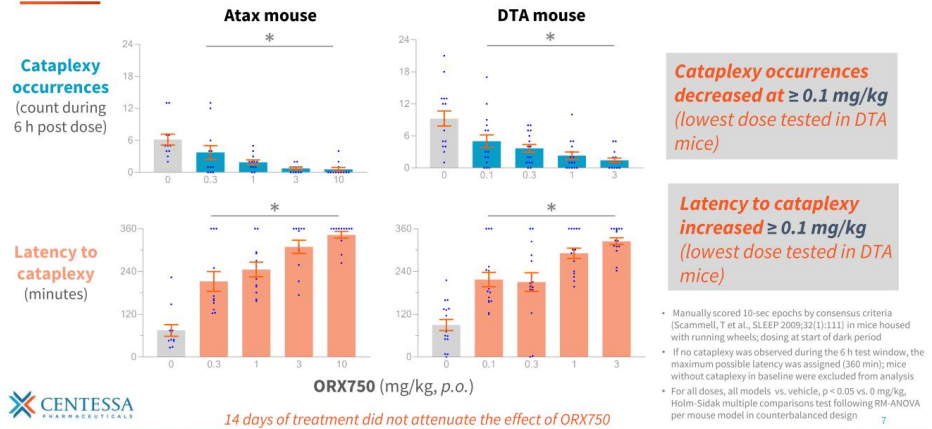 Atax mouse
DTA mouse
Cataplexy
occurrences
(count during
6 h post dose)
24
18
12
6
0
*
0
0.3
1
3
10
24
18
12
6
0
*
0
0.1
0.3
1
3
Cataplexy occurrences
decreased at ≥ 0.1 mg/kg
(lowest dose tested in DTA
mice)
Latency to
cataplexy
(minutes)
360
240
120
0
*
0
0.3
1
3
10
360
240
120
0
*
0
0.1
0.3
1
3
Latency to cataplexy
increased ≥ 0.1 mg/kg
(lowest dose tested in DTA
mice)
ORX750 (mg/kg, p.o.)
• Manually scored 10-sec epochs by consensus criteria
(Scammell, T et al., SLEEP 2009;32(1):111) in mice housed
with running wheels; dosing at start of dark period
• If no cataplexy was observed during the 6 h test window, the
maximum possible latency was assigned (360 min); mice
without cataplexy in baseline were excluded from analysis
• For all doses, all models vs. vehicle, p < 0.05 vs. 0 mg/kg,
Holm-Sidak multiple comparisons test following RM-ANOVA
per mouse model in counterbalanced design
CENTESSA
PHARMACEUTICALS
14 days of treatment did not attenuate the effect of ORX750
7